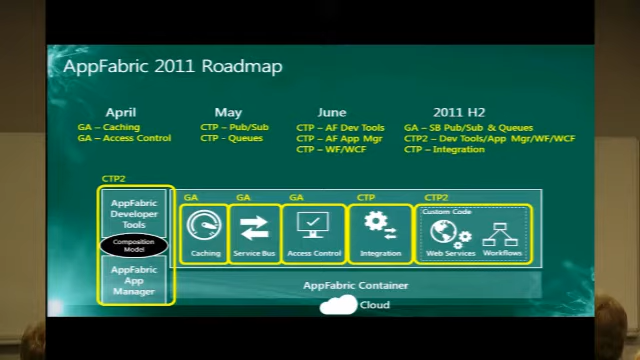 AppFabric 2011 Roadmap
April
GA – Caching
GA – Access Control
May
CTP – Pub/Sub
CTP - Queues
June
CTP – AF Dev Tools
CTP – AF App Mgr
CTP – WF/WCF
2011 H2
GA – SB Pub/Sub & Queues
CTP2 – Dev Tools/App Mgr/WF/WCF
CTP – Integration
CTP2
AppFabric
Developer
Tools
Composition
Model
AppFabric
App
Manager
GA
Caching
GA
Service Bus
GA
Access Control
CTP
Integration
CTP2
Custom Code
Web Services
Workflows
AppFabric Container
Cloud